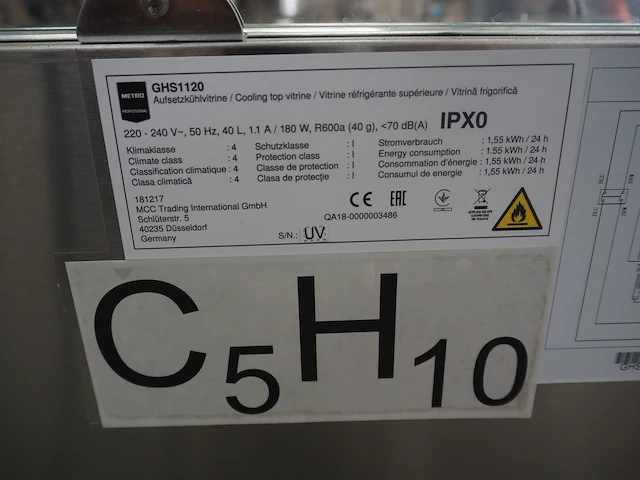 METRO
PROFESSIONAL
GHS1120
Aufsetzkühlvitrine / Cooling top vitrine / Vitrine réfrigérante supérieure / Vitrină frigorifică
220 - 240 V~, 50 Hz, 40 L, 1.1 A / 180 W, R600a (40 g), <70 dB(A) IPX0
Klimaklasse : 4 Schutzklasse : I Stromverbrauch : 1,55 kWh / 24 h
Climate class : 4 Protection class : I Energy consumption : 1,55 kWh / 24 h
Classification climatique : 4 Classe de protection : I Consommation d'énergie : 1,55 kWh / 24 h
Clasa climatică : 4 Clasa de protecţie : I Consumul de energie : 1,55 kWh / 24 h
181217
MCC Trading International GmbH
Schlüterstr. 5
40235 Düsseldorf
Germany
CE EAC
QA18-0000003486
S/N.: UV
C5H10
GHS